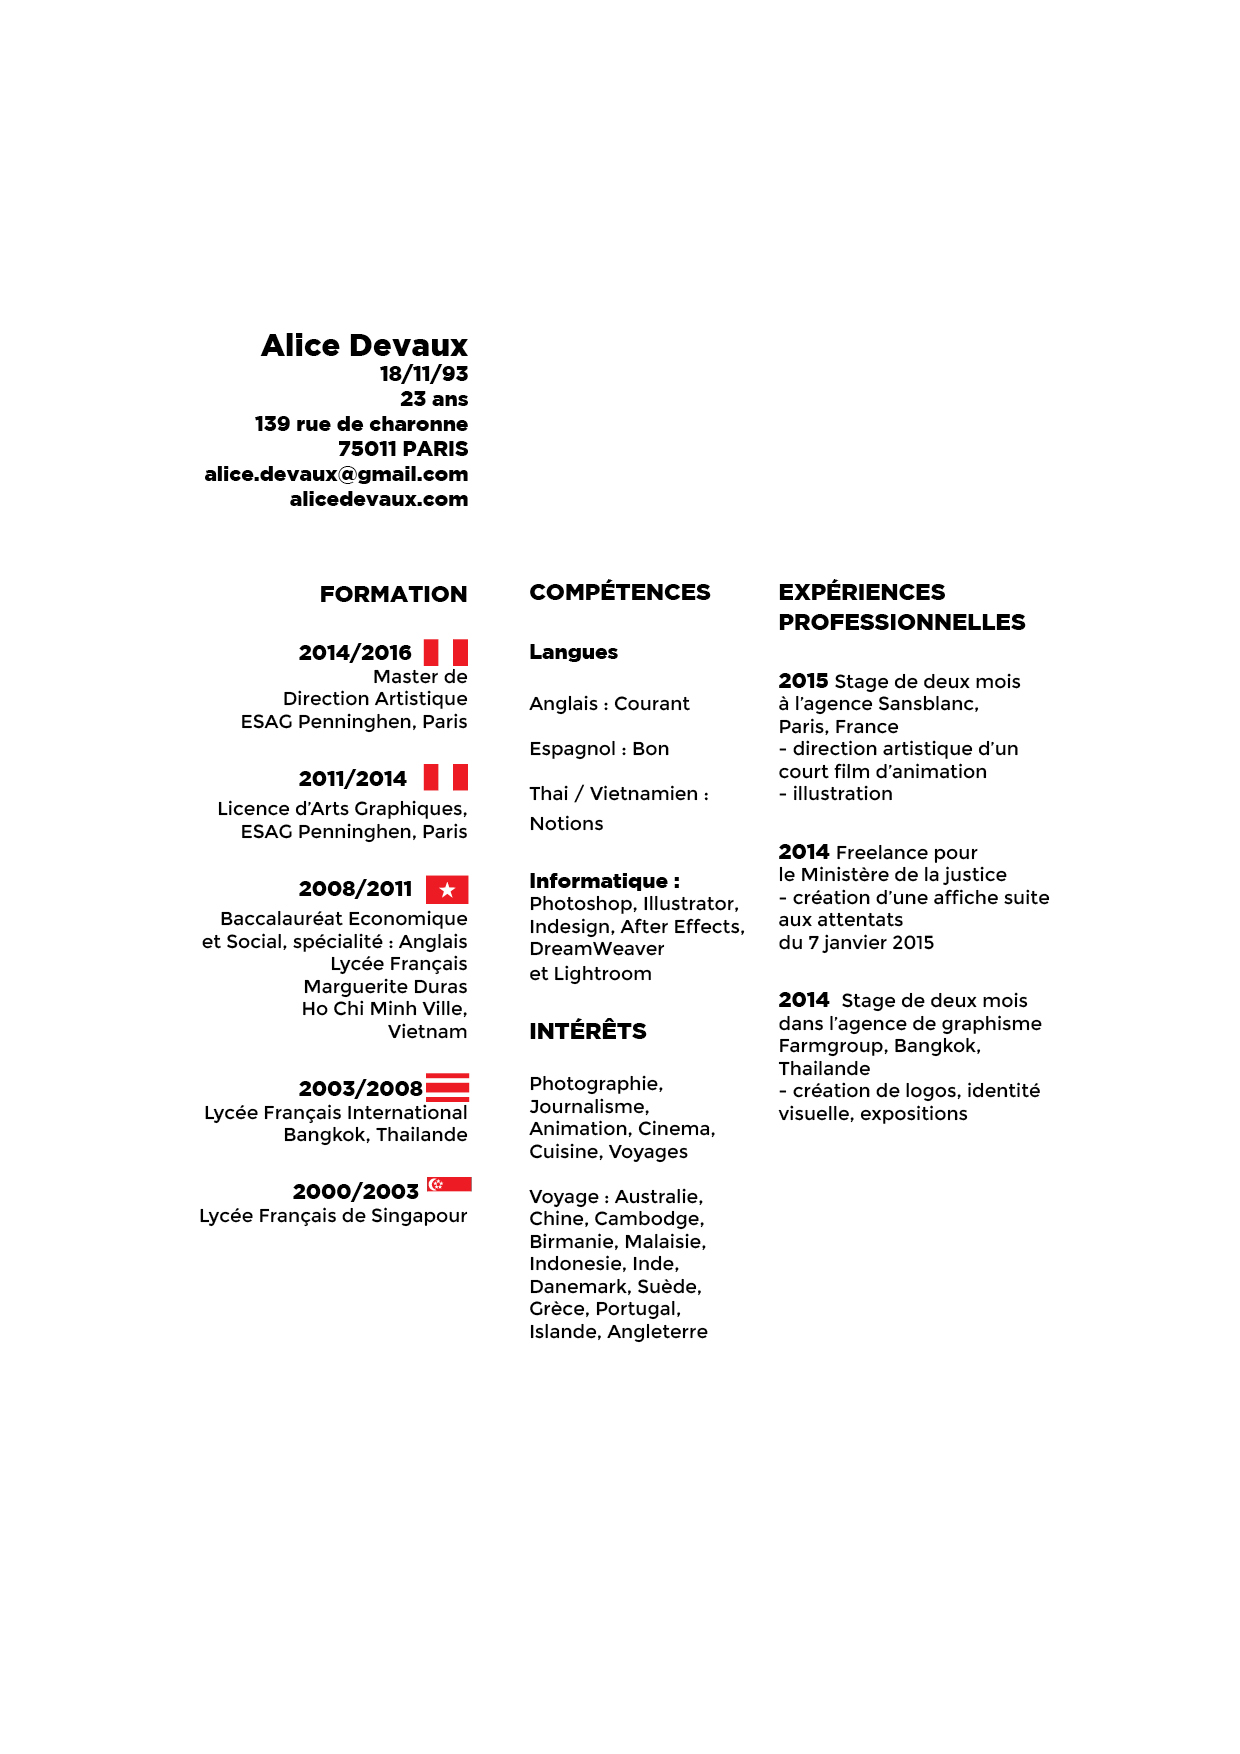 Alice Devaux
18/11/93
23 ans
139 rue de charonne
75011 PARIS
alice.devaux@gmail.com
alicedevaux.com
FORMATION
2014/2016
Master de
Direction Artistique
ESAG Penninghen, Paris
2011/2014
Licence d'Arts Graphiques,
ESAG Penninghen, Paris
2008/2011
Baccalauréat Economique
et Social, spécialité : Anglais
Lycée Français
Marguerite Duras
Ho Chi Minh Ville,
Vietnam
2003/2008
Lycée Français International
Bangkok, Thailande
2000/2003
Lycée Français de Singapour
COMPÉTENCES
Langues
Anglais : Courant
Espagnol : Bon
Thai / Vietnamien :
Notions
Informatique :
Photoshop, Illustrator,
Indesign, After Effects,
DreamWeaver
et Lightroom
INTÉRÊTS
Photographie,
Journalisme,
Animation, Cinema,
Cuisine, Voyages
Voyage : Australie,
Chine, Cambodge,
Birmanie, Malaisie,
Indonesie, Inde,
Danemark, Suède,
Grèce, Portugal,
Islande, Angleterre
EXPÉRIENCES
PROFESSIONNELLES
2015 Stage de deux mois
à l'agence Sansblanc,
Paris, France
- direction artistique d'un
court film d'animation
- illustration
2014 Freelance pour
le Ministère de la justice
- création d'une affiche suite
aux attentats
du 7 janvier 2015
2014 Stage de deux mois
dans l'agence de graphisme
Farmgroup, Bangkok,
Thailande
- création de logos, identité
visuelle, expositions